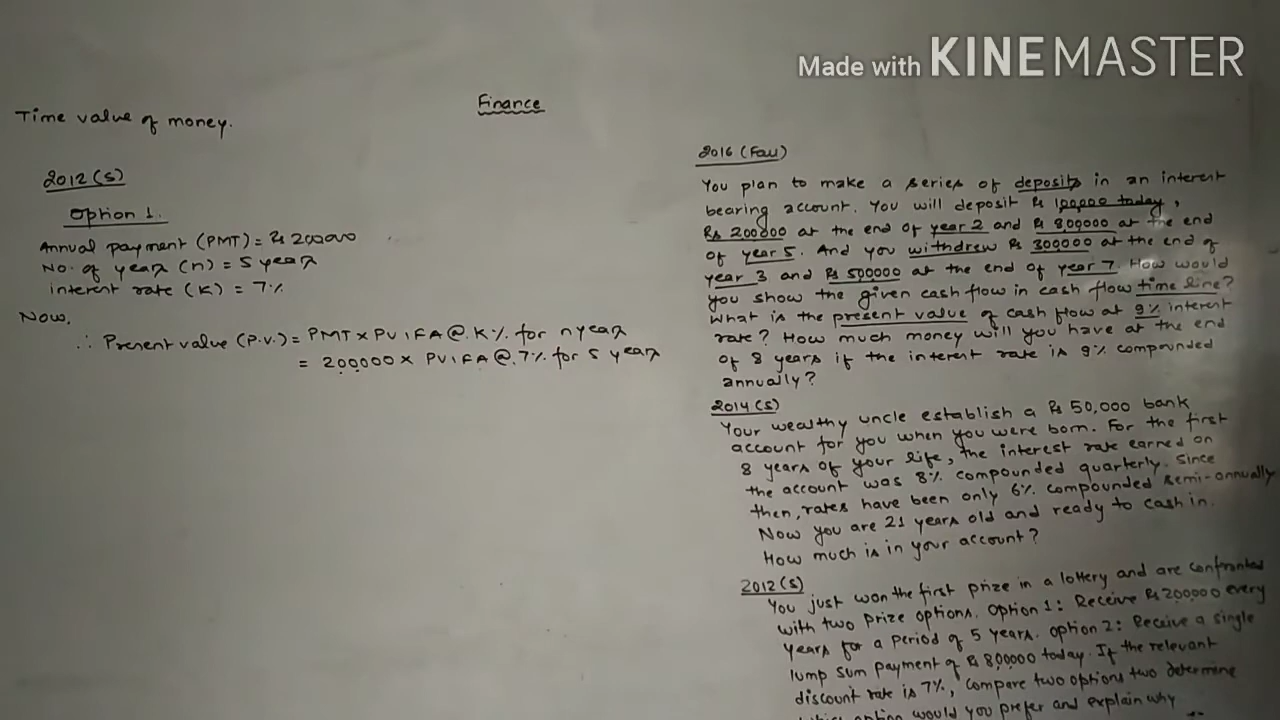 Made with KINEMASTER
Finance
Time value of money.
2012 (S)
Option 1.
Annual payment (PMT) = Rs 200000
No. of years (n) = 5 years
interest rate (K) = 7%
Now,
∴ Present value (P.V.) = PMT × PVIFA @ K% for n years
= 200000 × PVIFA @ 7% for 5 years
2016 (Fall)
You plan to make a series of deposits in an interest
bearing account. You will deposit Rs 100000 today,
Rs 200000 at the end of year 2 and Rs 800000 at the end
of year 5. And you withdrew Rs 300000 at the end of
year 3 and Rs 500000 at the end of year 7. How would
you show the given cash flow in cash flow time line?
What is the present value of cash flow at 9% interest
rate? How much money will you have at the end
of 8 years if the interest rate is 9% compounded
annually?
2014 (S)
Your wealthy uncle establish a Rs 50,000 bank
account for you when you were born. For the first
8 years of your life, the interest rate earned on
the account was 8% compounded quarterly. Since
then, rates have been only 6% compounded semi-annually
Now you are 21 years old and ready to cash in.
How much is in your account?
2012 (S)
You just won the first prize in a lottery and are confronted
with two prize options. Option 1: Receive Rs 200000 every
years for a period of 5 years. Option 2: Receive a single
lump sum payment of Rs 800000 today. If the relevant
discount rate is 7%, compare two options two determine
option would you prefer and explain why